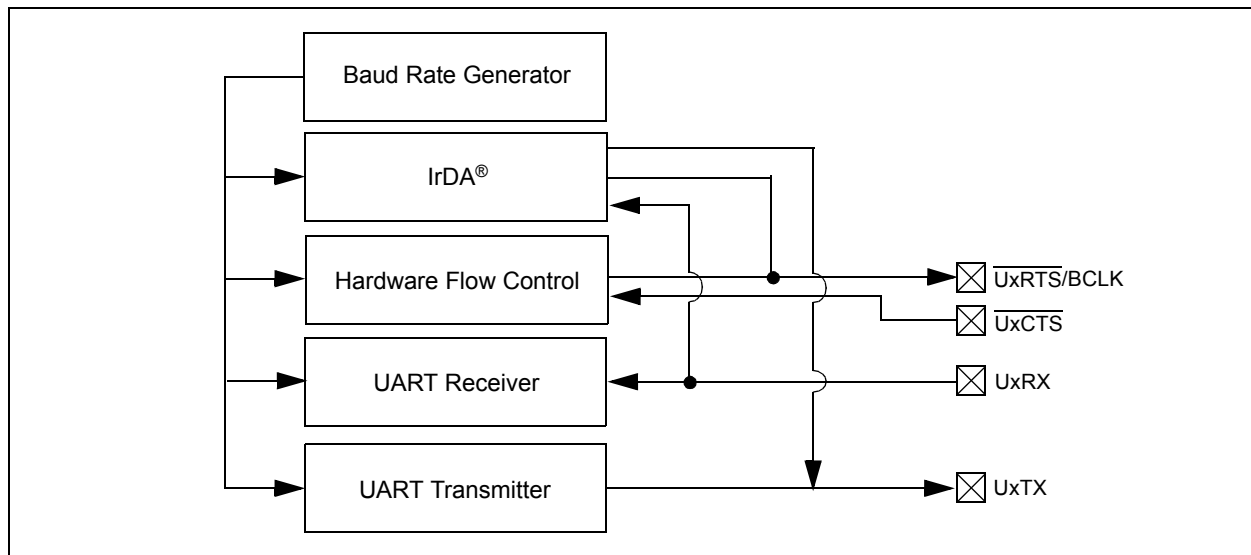 Baud Rate Generator
IrDA®
Hardware Flow Control
UxRTS/BCLK
UxCTS
UART Receiver
UxRX
UART Transmitter
UxTX